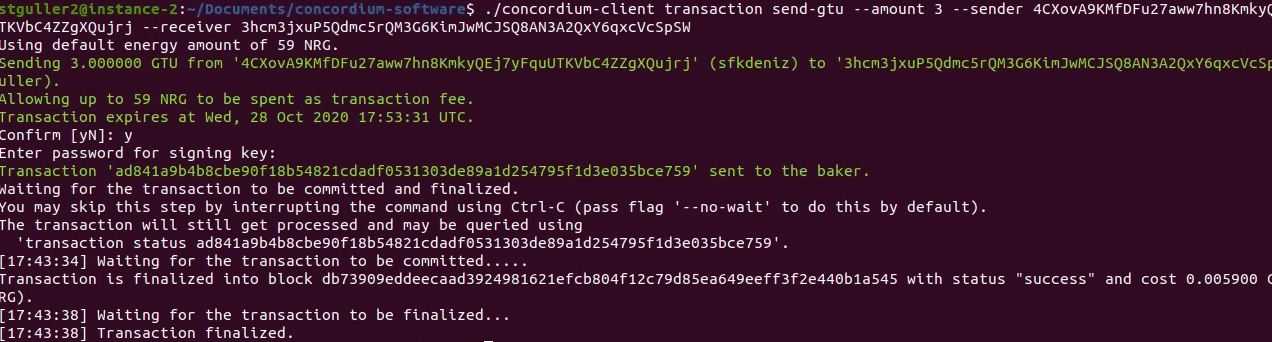 stguller2@instance-2:~/Documents/concordium-software$ ./concordium-client transaction send-gtu --amount 3 --sender 4CXovA9KMfDFu27aww7hn8KmkyQ
TKVbC4ZZgXQujrj --receiver 3hcm3jxuP5Qdmc5rQM3G6KimJwMCJSQ8AN3A2QxY6qxcVcSpSW
Using default energy amount of 59 NRG.
Sending 3.000000 GTU from '4CXovA9KMfDFu27aww7hn8KmkyQEj7yFquUTKVbC4ZZgXQujrj' (sfkdeniz) to '3hcm3jxuP5Qdmc5rQM3G6KimJwMCJSQ8AN3A2QxY6qxcVcSp
uller).
Allowing up to 59 NRG to be spent as transaction fee.
Transaction expires at Wed, 28 Oct 2020 17:53:31 UTC.
Confirm [yN]: y
Enter password for signing key:
Transaction 'ad841a9b4b8cbe90f18b54821cdadf0531303de89a1d254795f1d3e035bce759' sent to the baker.
Waiting for the transaction to be committed and finalized.
You may skip this step by interrupting the command using Ctrl-C (pass flag '--no-wait' to do this by default).
The transaction will still get processed and may be queried using
  'transaction status ad841a9b4b8cbe90f18b54821cdadf0531303de89a1d254795f1d3e035bce759'.
[17:43:34] Waiting for the transaction to be committed.....
Transaction is finalized into block db73909eddeecaad3924981621efcb804f12c79d85ea649eeff3f2e440b1a545 with status "success" and cost 0.005900 G
RG).
[17:43:38] Waiting for the transaction to be finalized...
[17:43:38] Transaction finalized.